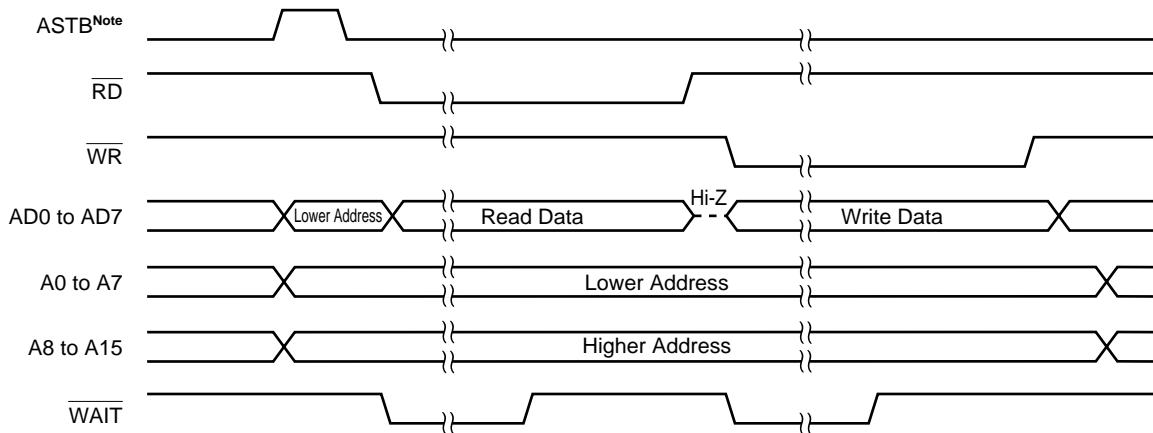 ASTBNote
RD
WR
AD0 to AD7 Lower Address Read Data Hi-Z Write Data
A0 to A7 Lower Address
A8 to A15 Higher Address
WAIT